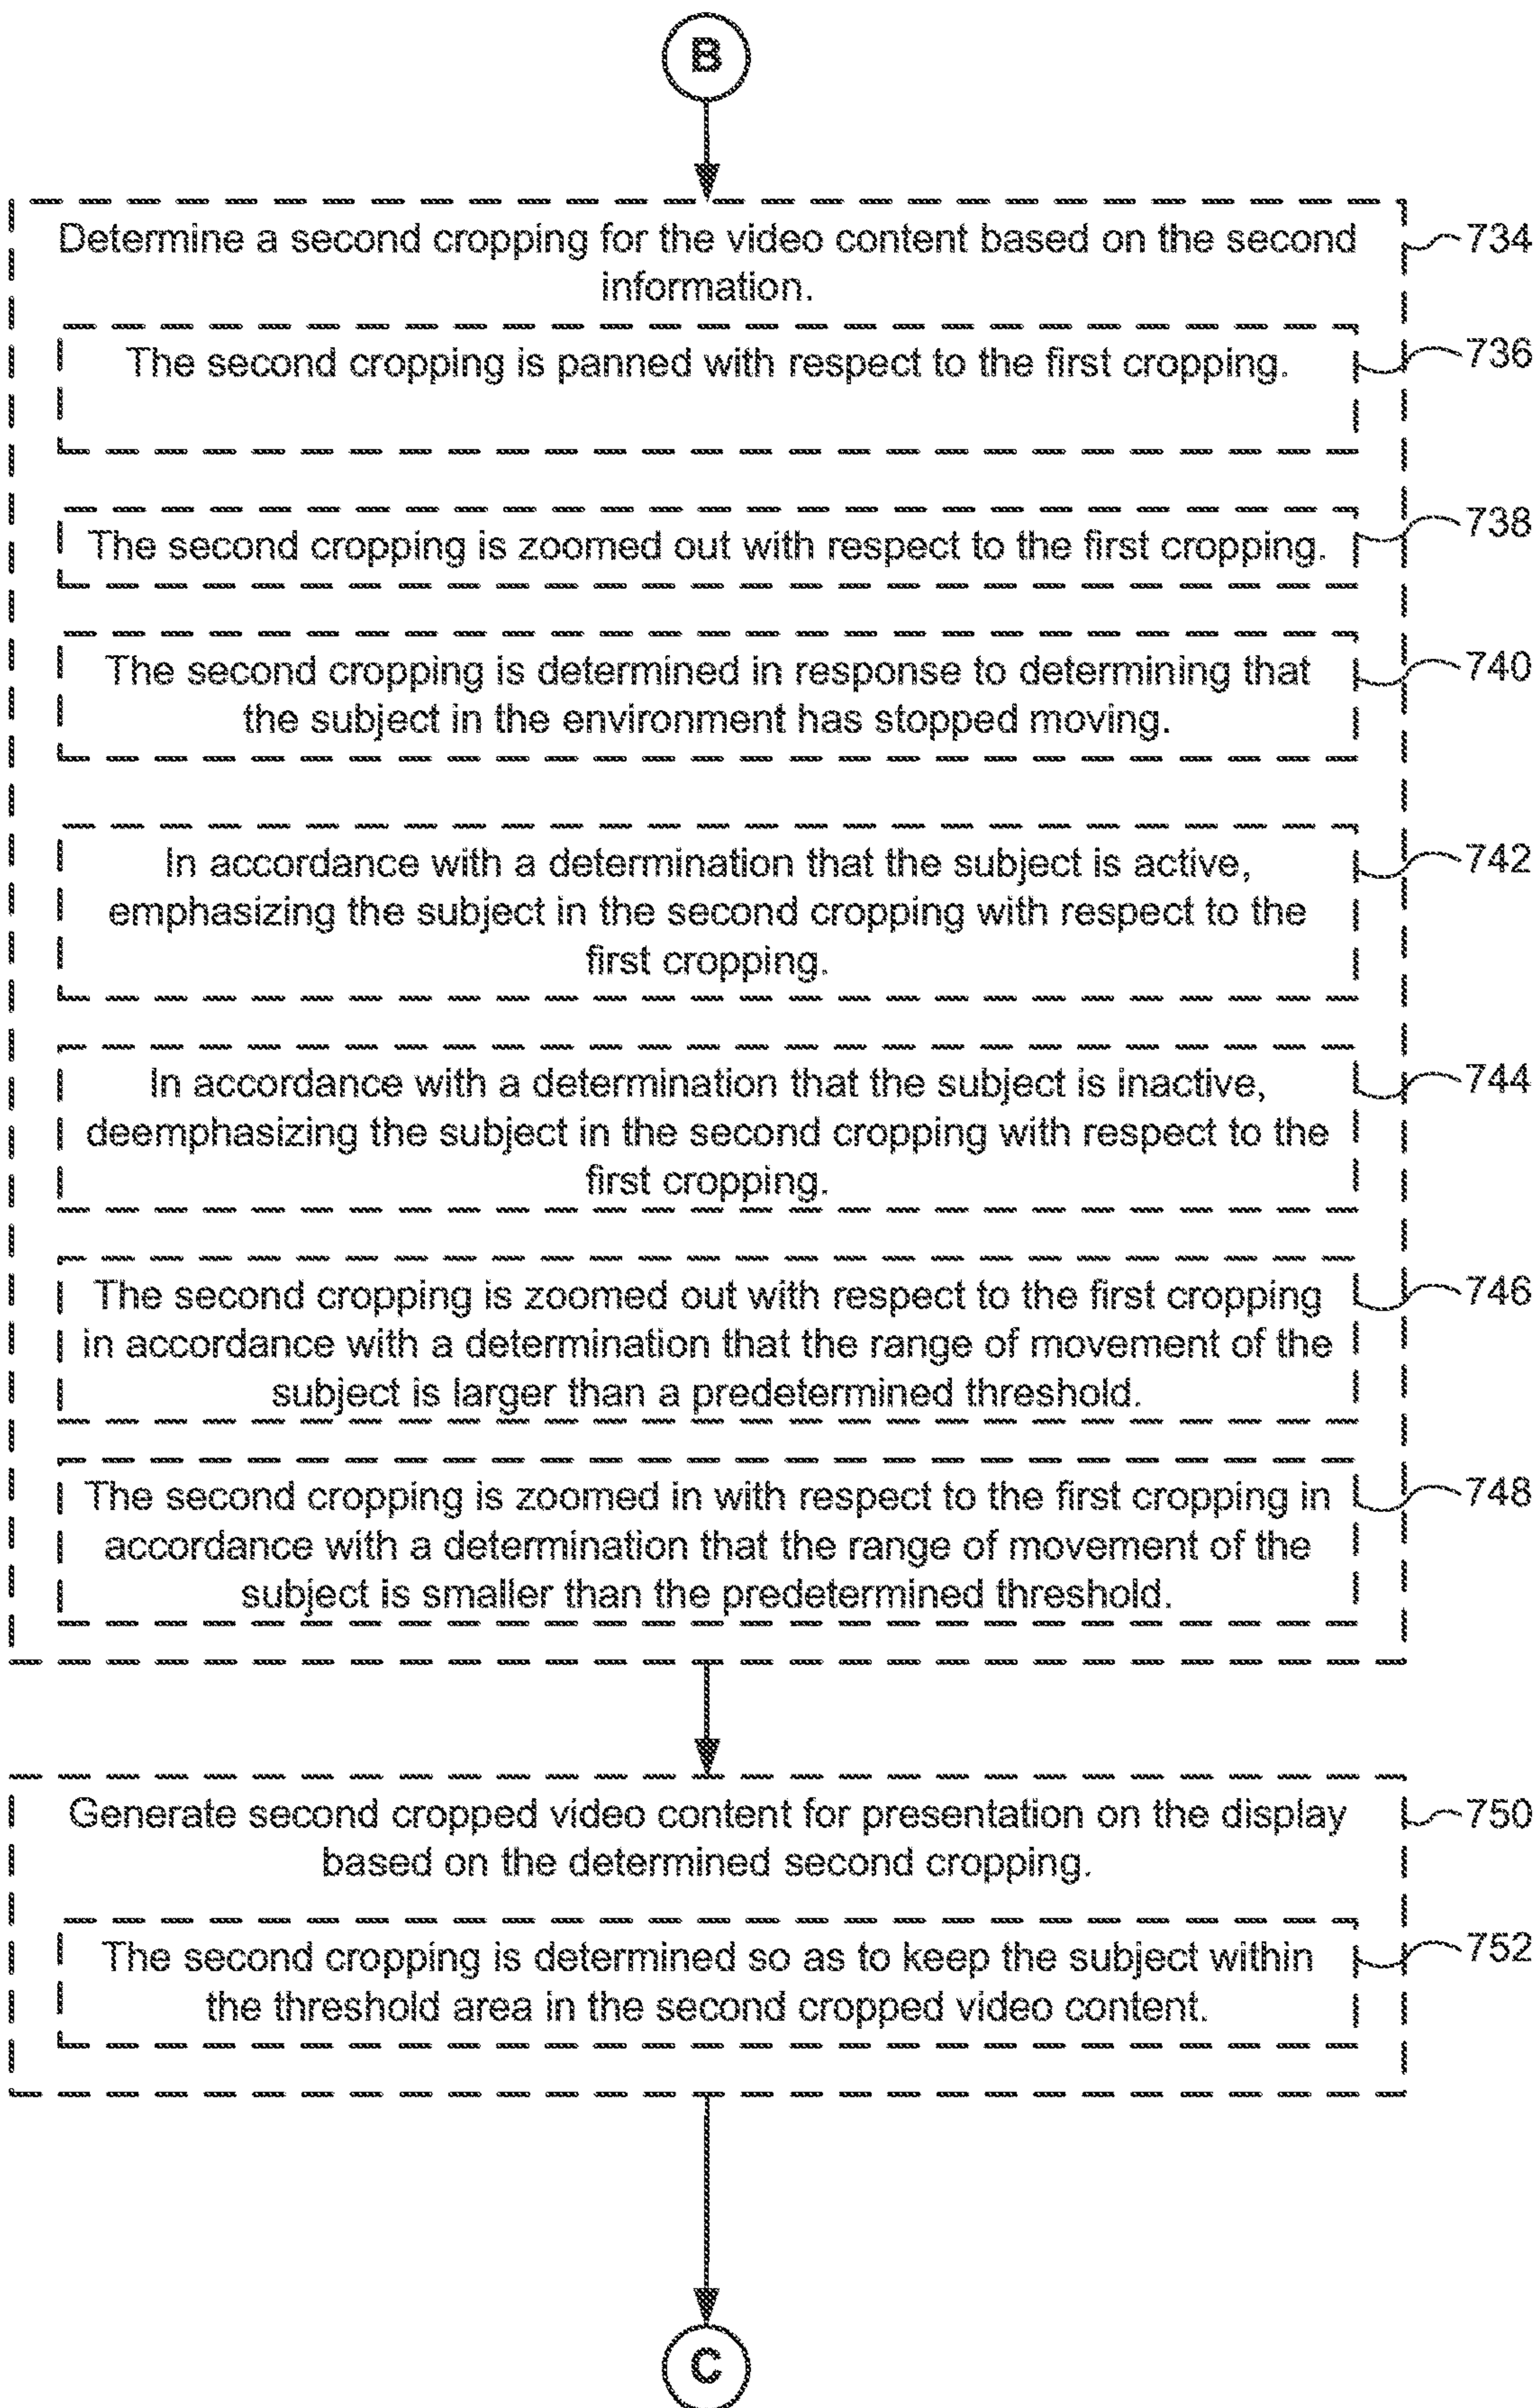 B
Determine a second cropping for the video content based on the second
information.
734
The second cropping is panned with respect to the first cropping.
736
The second cropping is zoomed out with respect to the first cropping.
738
The second cropping is determined in response to determining that
the subject in the environment has stopped moving.
740
In accordance with a determination that the subject is active,
emphasizing the subject in the second cropping with respect to the
first cropping.
742
In accordance with a determination that the subject is inactive,
deemphasizing the subject in the second cropping with respect to the
first cropping.
744
The second cropping is zoomed out with respect to the first cropping
in accordance with a determination that the range of movement of the
subject is larger than a predetermined threshold.
746
The second cropping is zoomed in with respect to the first cropping in
accordance with a determination that the range of movement of the
subject is smaller than the predetermined threshold.
748
Generate second cropped video content for presentation on the display
based on the determined second cropping.
750
The second cropping is determined so as to keep the subject within
the threshold area in the second cropped video content.
752
C